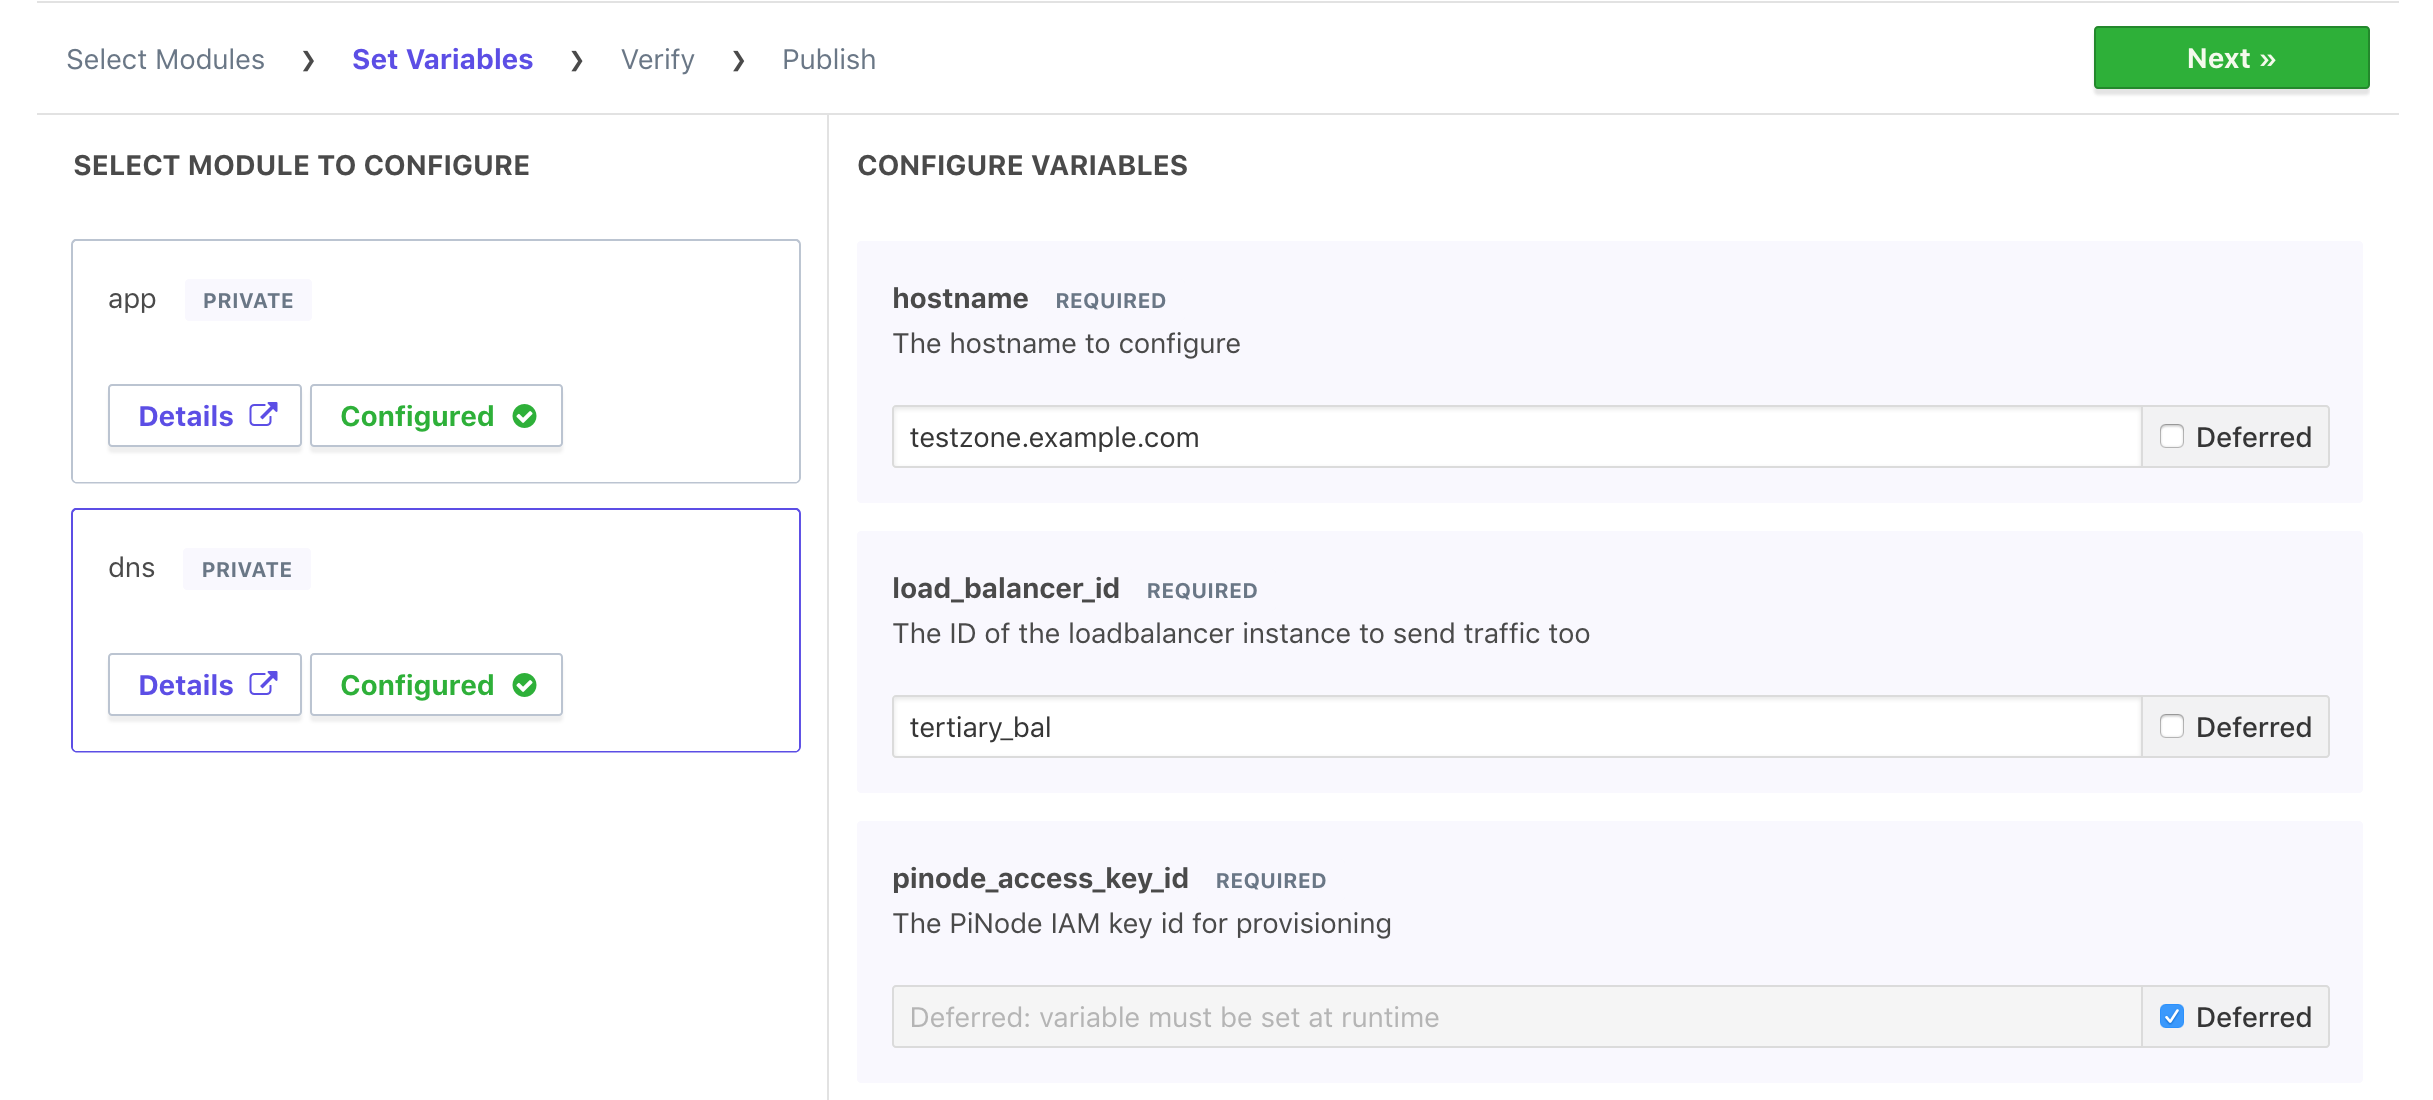 Select Modules ❯ Set Variables ❯ Verify ❯ Publish
Next »
SELECT MODULE TO CONFIGURE
app PRIVATE
Details Configured
dns PRIVATE
Details Configured
CONFIGURE VARIABLES
hostname REQUIRED
The hostname to configure
testzone.example.com Deferred
load_balancer_id REQUIRED
The ID of the loadbalancer instance to send traffic too
tertiary_bal Deferred
pinode_access_key_id REQUIRED
The PiNode IAM key id for provisioning
Deferred: variable must be set at runtime Deferred